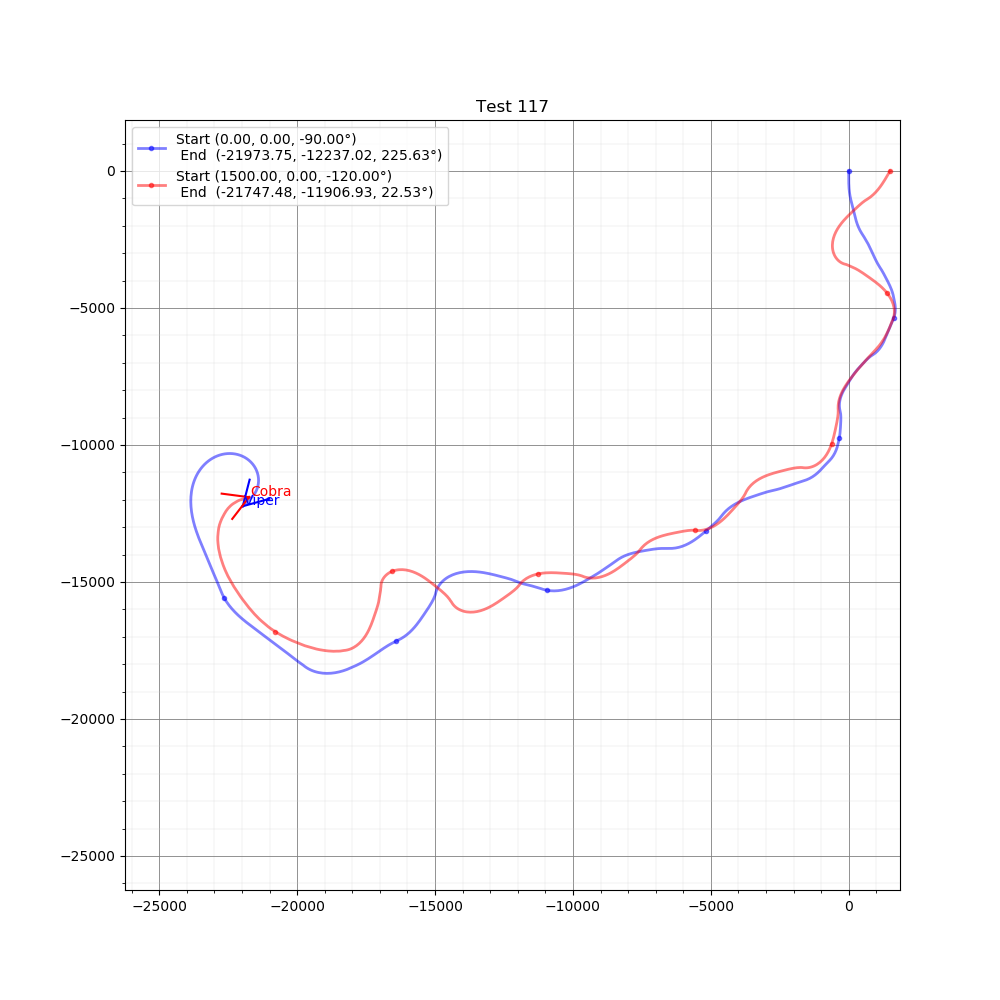 Test 117
Start (0.00, 0.00, -90.00°)
End  (-21973.75, -12237.02, 225.63°)
Start (1500.00, 0.00, -120.00°)
End  (-21747.48, -11906.93, 22.53°)
0
−5000
−10000
−15000
−20000
−25000
Cobra
Viper
−25000
−20000
−15000
−10000
−5000
0